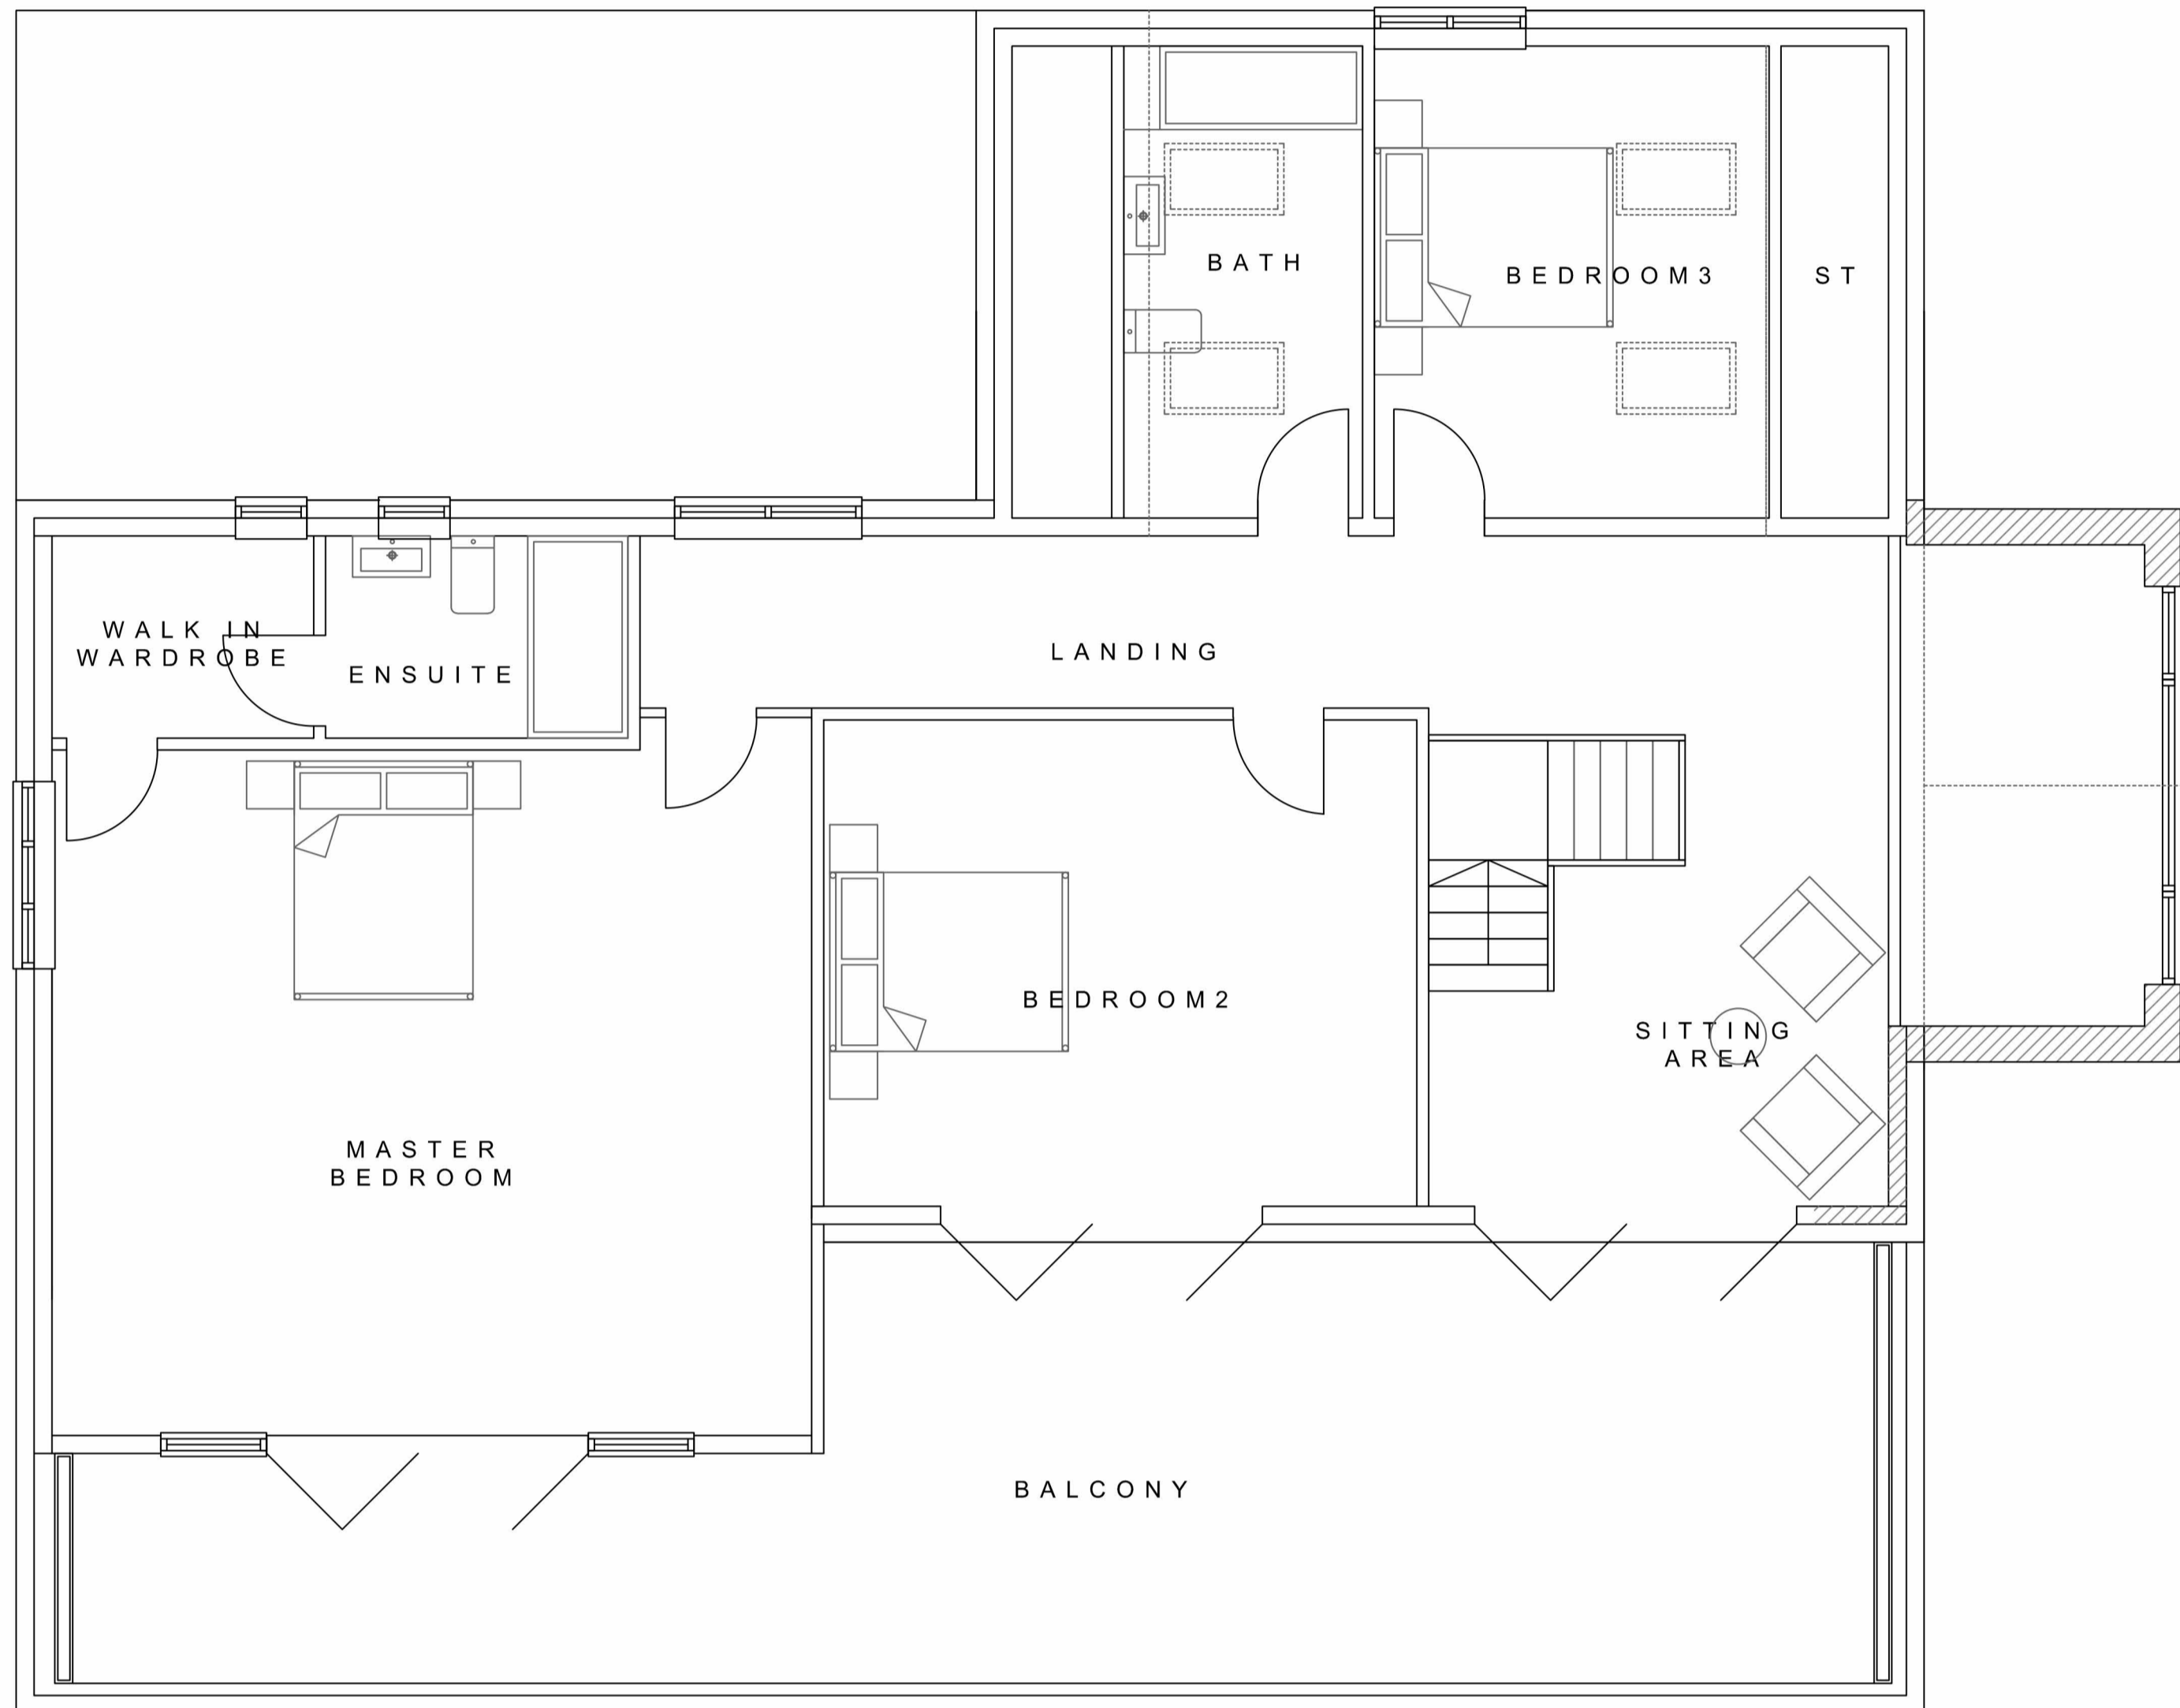 BATH
BEDROOM3
ST
WALK IN
WARDROBE
ENSUITE
LANDING
BEDROOM2
SITTING
AREA
MASTER
BEDROOM
BALCONY